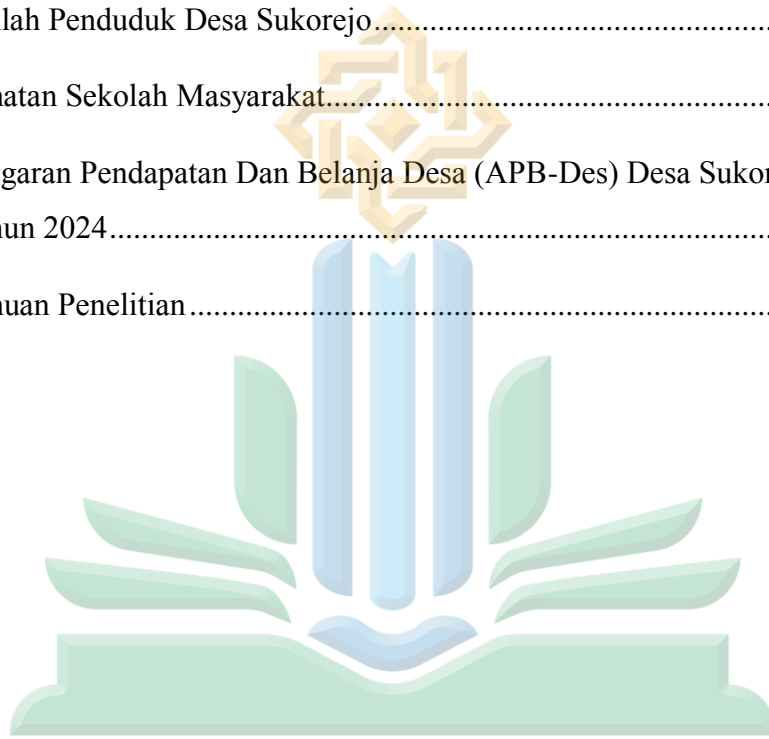 lah Penduduk Desa Sukorejo
natan Sekolah Masyarakat
garan Pendapatan Dan Belanja Desa (APB-Des) Desa Sukor
un 2024
uan Penelitian